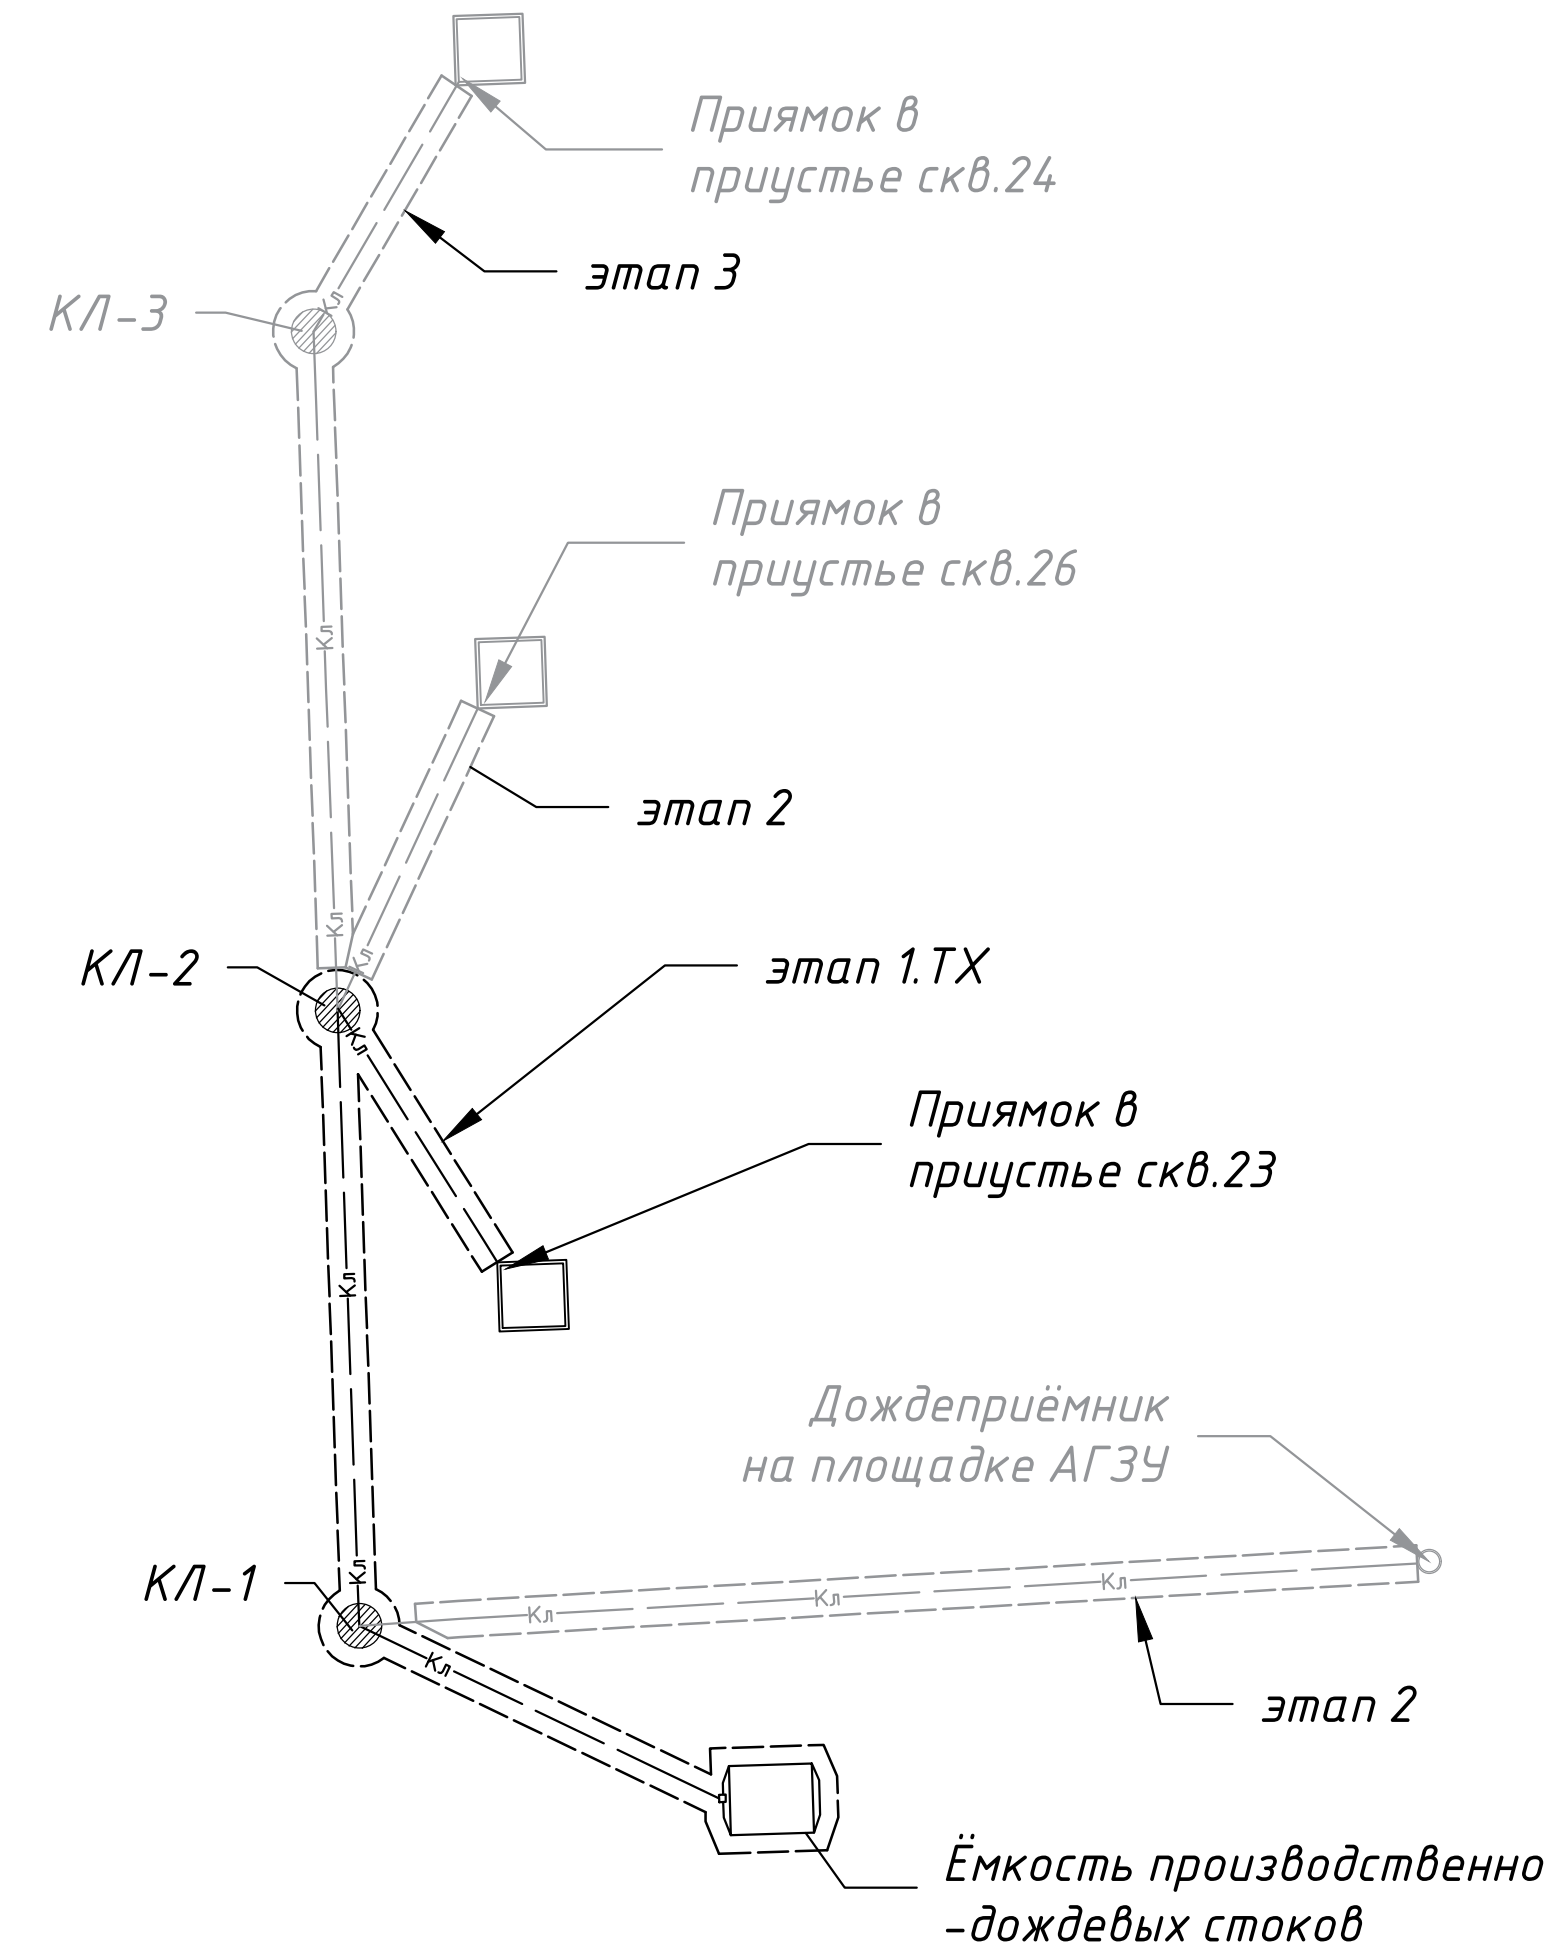 Приямок в
приустье скв.24
этап 3
КЛ-3
Кл
Приямок в
приустье скв.26
Кл
этап 2
Кл
Кл
КЛ-2
этап 1.ТХ
Кл
Приямок в
приустье скв.23
Кл
Дождеприёмник
на площадке АГЗУ
КЛ-1
Кл
Кл
Кл
Кл
Кл
этап 2
Ёмкость производственно
-дождевых стоков